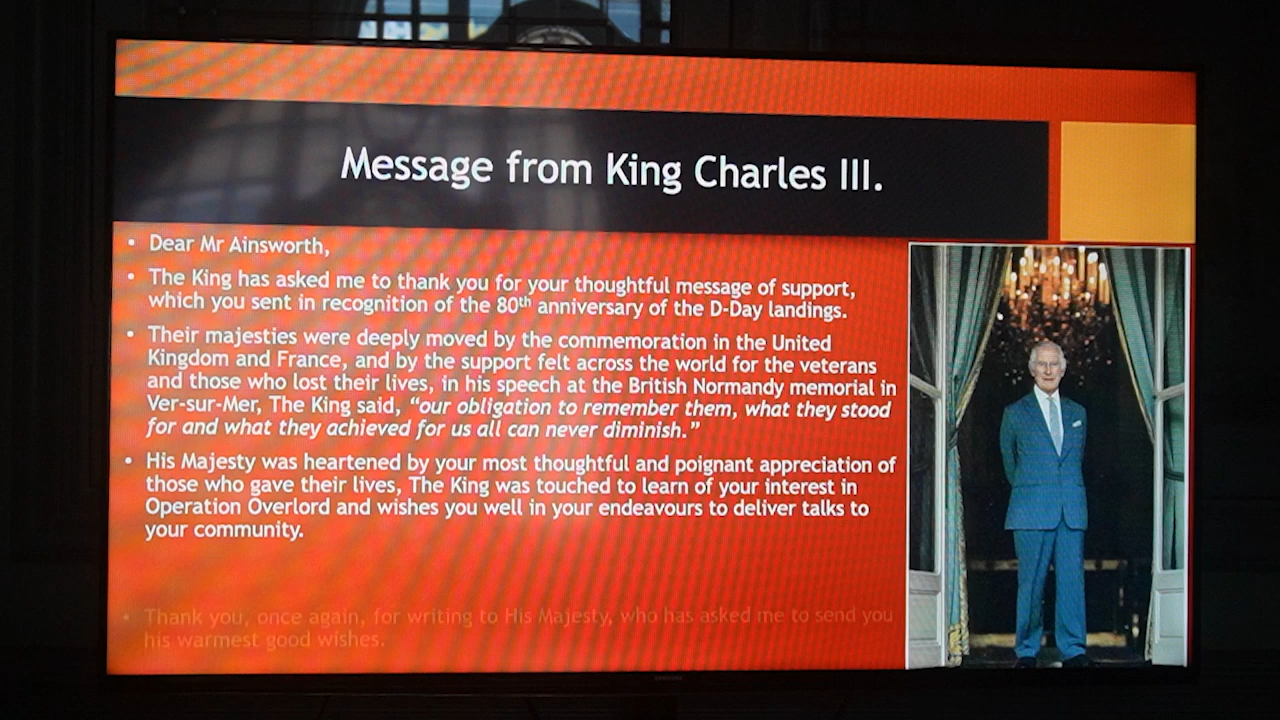 Message from King Charles III.
• Dear Mr Ainsworth,
• The King has asked me to thank you for your thoughtful message of support,
which you sent in recognition of the 80th anniversary of the D-Day landings.
• Their majesties were deeply moved by the commemoration in the United
Kingdom and France, and by the support felt across the world for the veterans
and those who lost their lives, in his speech at the British Normandy memorial in
Ver-sur-Mer, The King said, “our obligation to remember them, what they stood
for and what they achieved for us all can never diminish.”
• His Majesty was heartened by your most thoughtful and poignant appreciation of
those who gave their lives, The King was touched to learn of your interest in
Operation Overlord and wishes you well in your endeavours to deliver talks to
your community.
• Thank you, once again, for writing to His Majesty, who has asked me to send you
his warmest good wishes.
SAMSUNG